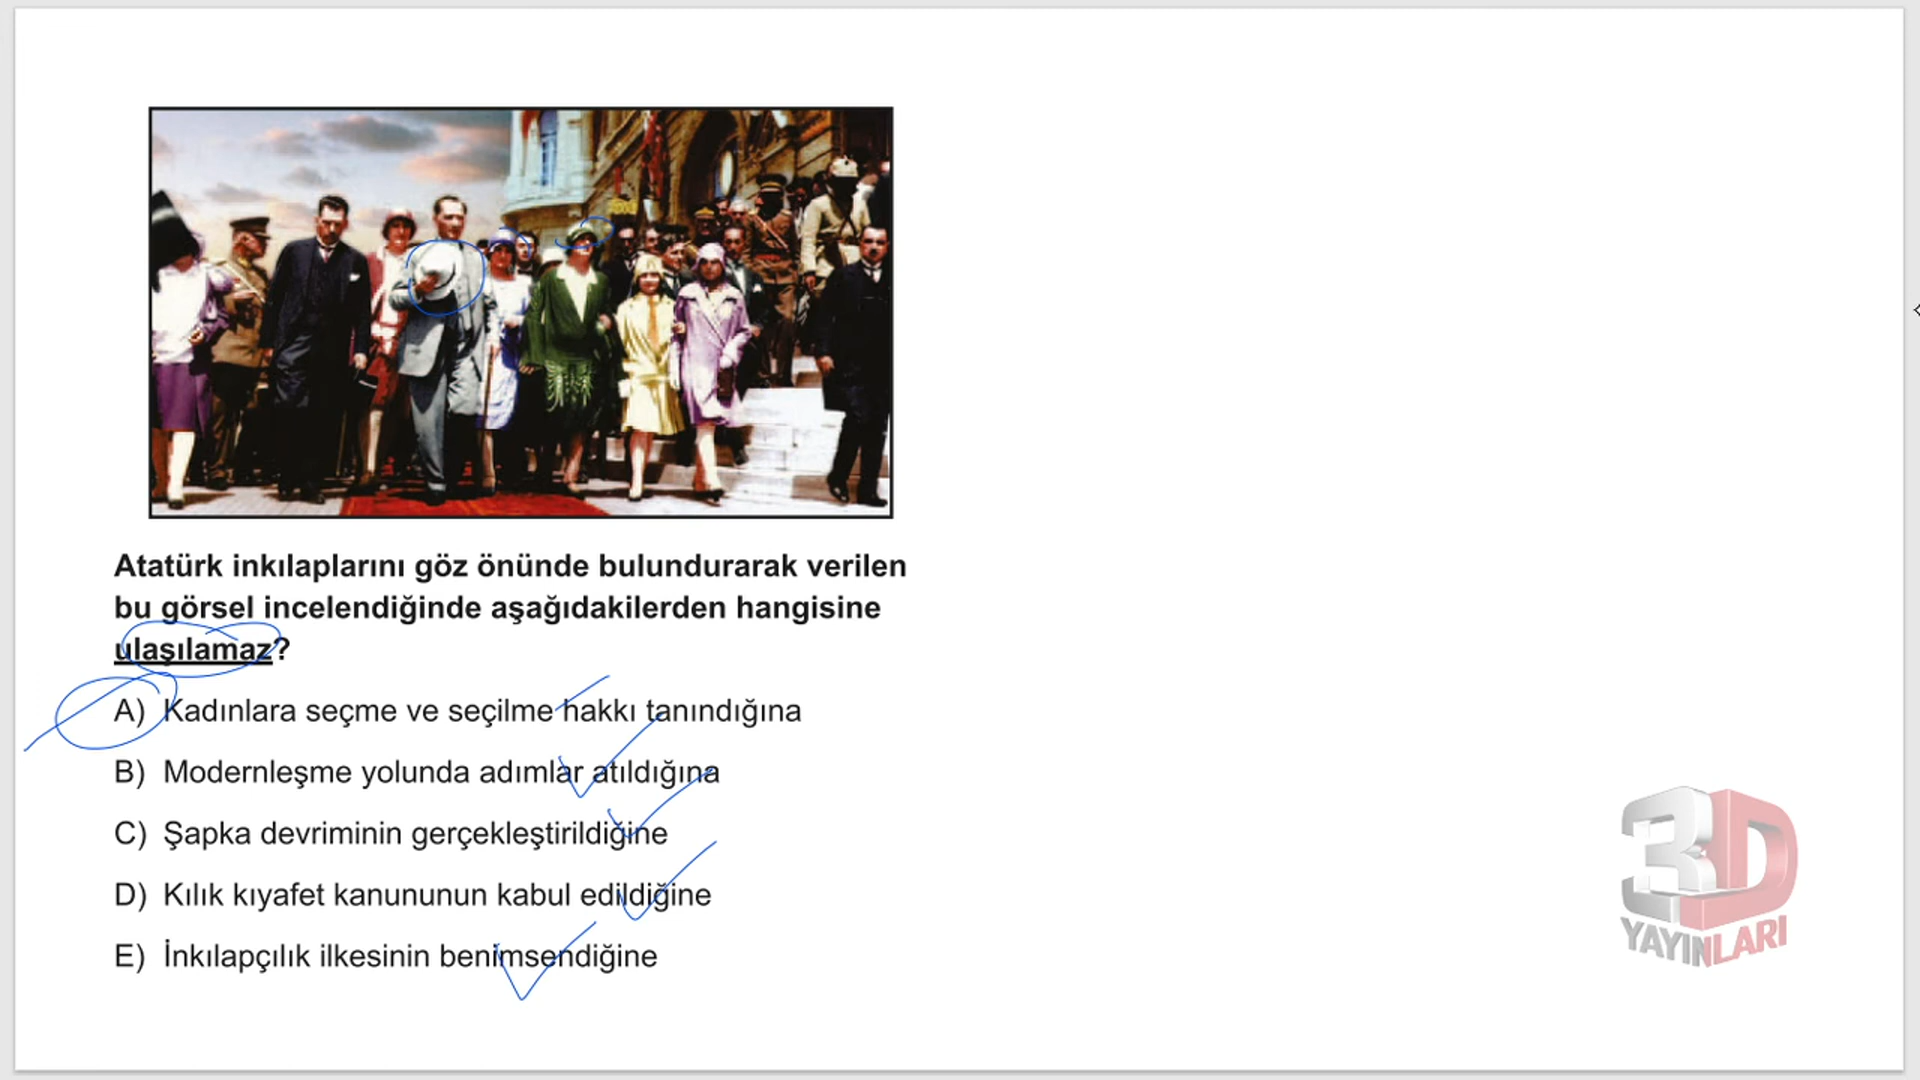 Atatürk inkılaplarını göz önünde bulundurarak verilen
bu görsel incelendiğinde aşağıdakilerden hangisine
ulaşılamaz?
A) Kadınlara seçme ve seçilme hakkı tanındığına
B) Modernleşme yolunda adımlar atıldığına
C) Şapka devriminin gerçekleştirildiğine
D) Kılık kıyafet kanununun kabul edildiğine
E) İnkılapçılık ilkesinin benimsendiğine
3D
YAYINLARI